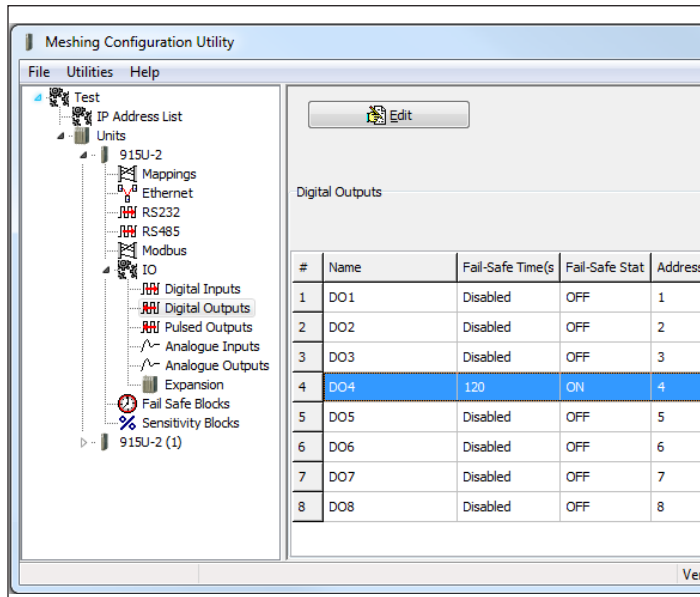 Meshing Configuration Utility
File Utilities Help
Test
IP Address List
Units
915U-2
Mappings
Ethernet
RS232
RS485
Modbus
IO
Digital Inputs
Digital Outputs
Pulsed Outputs
Analogue Inputs
Analogue Outputs
Expansion
Fail Safe Blocks
Sensitivity Blocks
915U-2 (1)
Edit
Digital Outputs
# Name Fail-Safe Time(s Fail-Safe Stat Address
1 DO1 Disabled OFF 1
2 DO2 Disabled OFF 2
3 DO3 Disabled OFF 3
4 DO4 120 ON 4
5 DO5 Disabled OFF 5
6 DO6 Disabled OFF 6
7 DO7 Disabled OFF 7
8 DO8 Disabled OFF 8
Ve